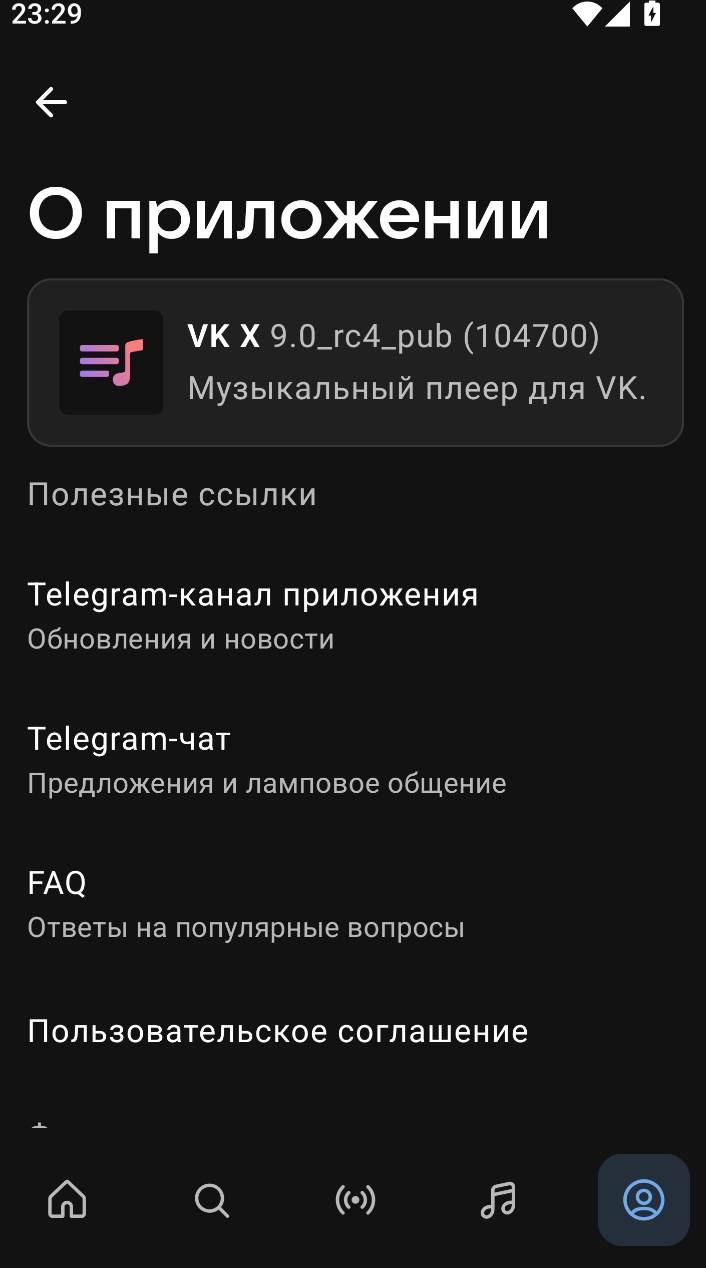 23:29
О приложении
VK X 9.0_rc4_pub (104700)
Музыкальный плеер для VK.
Полезные ссылки
Telegram-канал приложения
Обновления и новости
Telegram-чат
Предложения и ламповое общение
FAQ
Ответы на популярные вопросы
Пользовательское соглашение